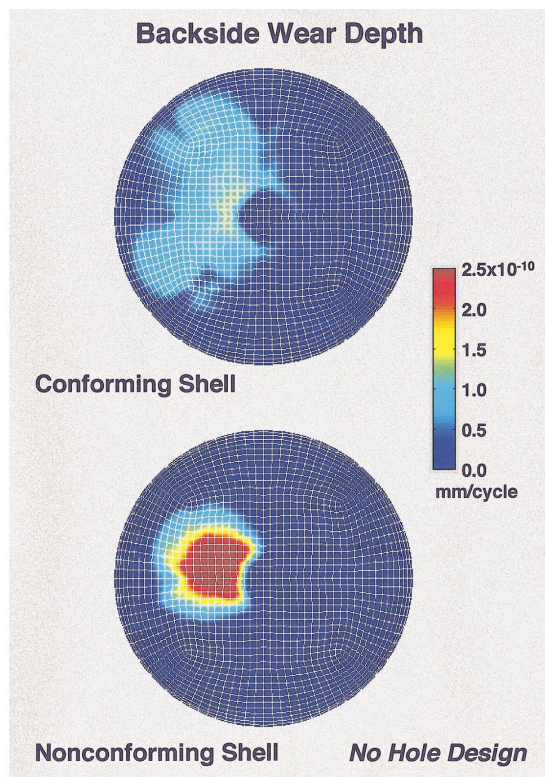 Backside Wear Depth
2.5x10⁻¹⁰
2.0
1.5
1.0
0.5
0.0
mm/cycle
Conforming Shell
Nonconforming Shell
No Hole Design